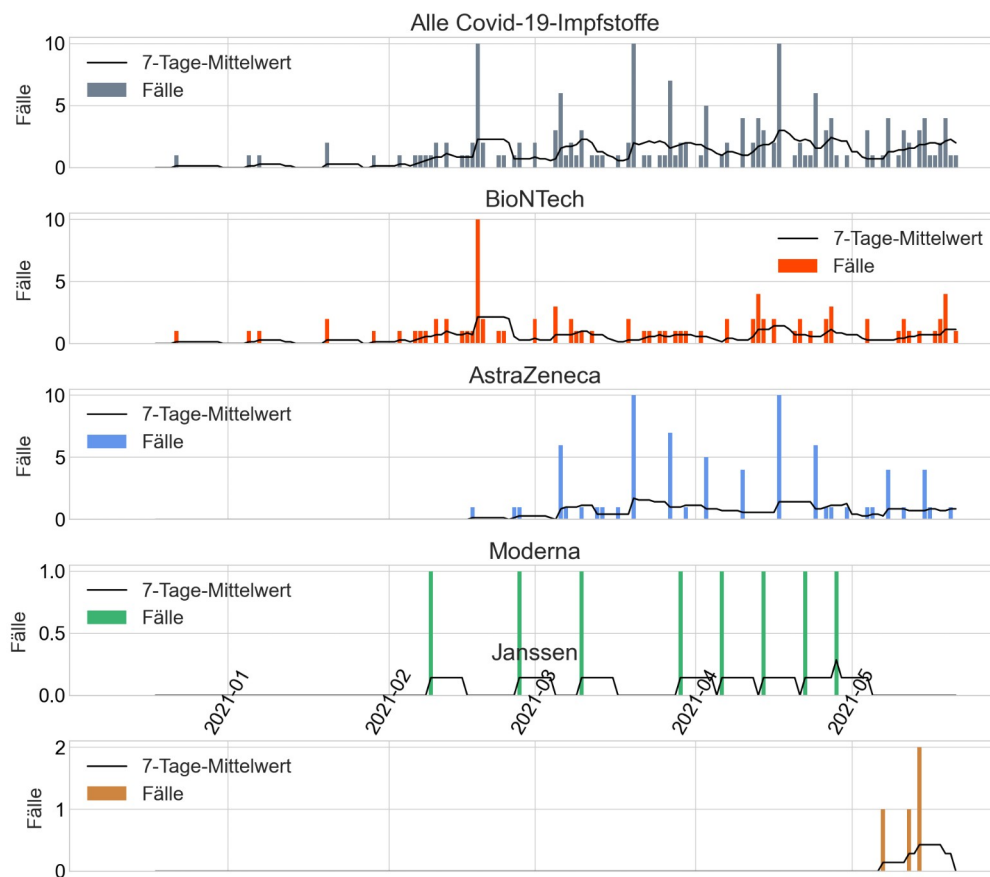 Alle Covid-19-Impfstoffe
10
5
0
Fälle
7-Tage-Mittelwert
Fälle
BioNTech
10
5
0
Fälle
7-Tage-Mittelwert
Fälle
AstraZeneca
10
5
0
Fälle
7-Tage-Mittelwert
Fälle
Moderna
1.0
0.5
0.0
Fälle
7-Tage-Mittelwert
Fälle
Janssen
2021-01
2021-02
2021-03
2021-04
2021-05
2
1
0
Fälle
7-Tage-Mittelwert
Fälle